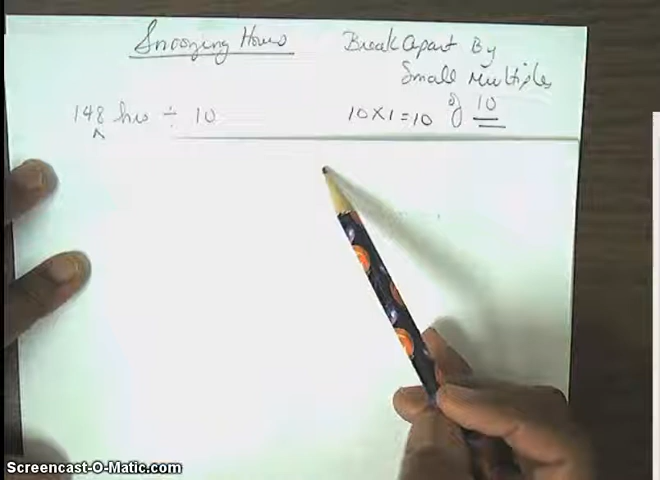 Snoozing Hours
Break Apart By
Small Multiples
of 10
148 hrs ÷ 10
10 × 1 = 10
Screencast-O-Matic.com